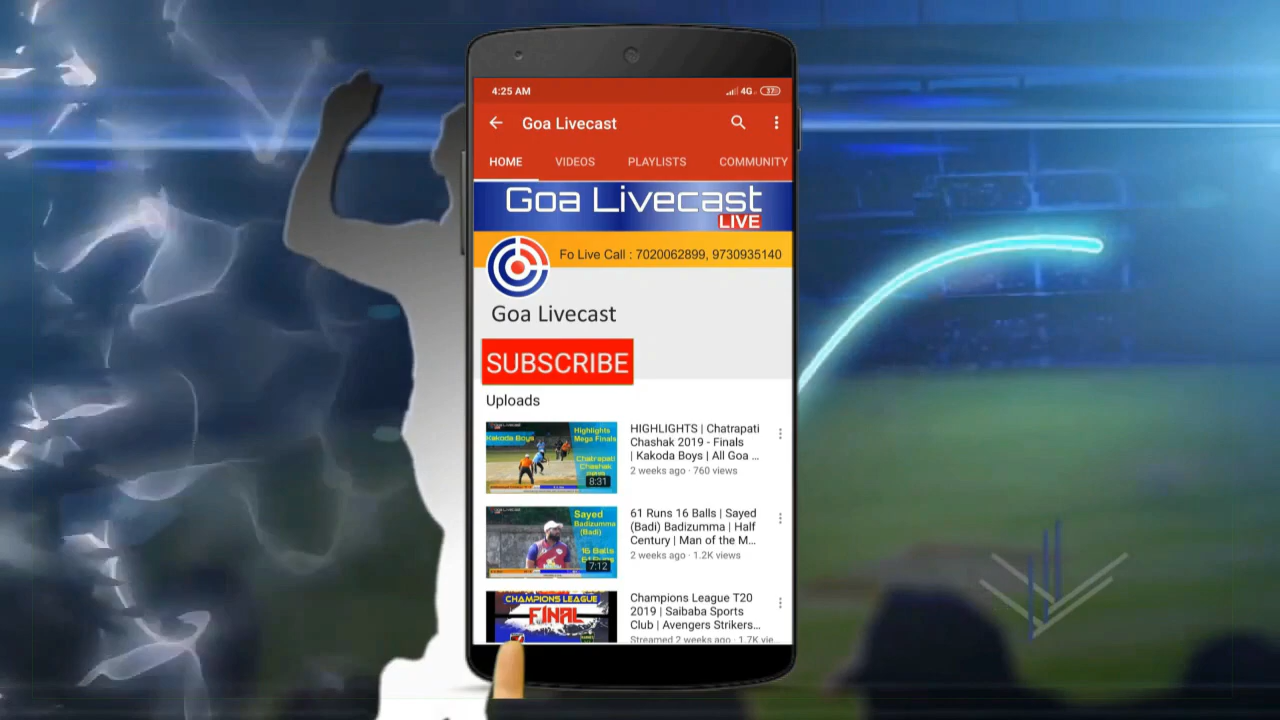 4:25 AM
4G
37
Goa Livecast
HOME VIDEOS PLAYLISTS COMMUNITY
Goa Livecast
LIVE
Fo Live Call : 7020062899, 9730935140
Goa Livecast
SUBSCRIBE
Uploads
Kakoda Boys
Highlights
Mega Finals
Chatrapati
Chashak
8:31
HIGHLIGHTS | Chatrapati
Chashak 2019 - Finals
| Kakoda Boys | All Goa ...
2 weeks ago · 760 views
Sayed
Badizumma
(Badi)
16 Balls
7:12
61 Runs 16 Balls | Sayed
(Badi) Badizumma | Half
Century | Man of the M...
2 weeks ago · 1.2K views
CHAMPIONS LEAGUE
FINAL
Champions League T20
2019 | Saibaba Sports
Club | Avengers Strikers...
Streamed 2 weeks ago · 1.7K vie...